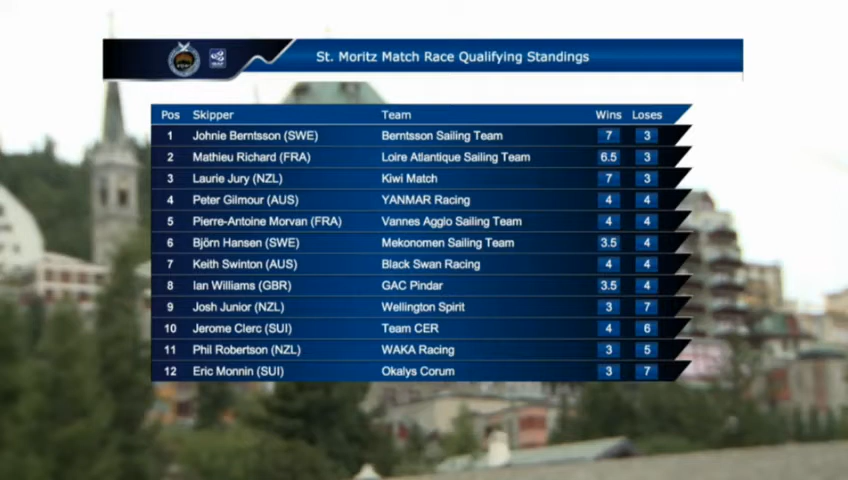 St. Moritz Match Race Qualifying Standings
Pos Skipper Team Wins Loses
1 Johnie Berntsson (SWE) Berntsson Sailing Team 7 3
2 Mathieu Richard (FRA) Loire Atlantique Sailing Team 6.5 3
3 Laurie Jury (NZL) Kiwi Match 7 3
4 Peter Gilmour (AUS) YANMAR Racing 4 4
5 Pierre-Antoine Morvan (FRA) Vannes Agglo Sailing Team 4 4
6 Björn Hansen (SWE) Mekonomen Sailing Team 3.5 4
7 Keith Swinton (AUS) Black Swan Racing 4 4
8 Ian Williams (GBR) GAC Pindar 3.5 4
9 Josh Junior (NZL) Wellington Spirit 3 7
10 Jerome Clerc (SUI) Team CER 4 6
11 Phil Robertson (NZL) WAKA Racing 3 5
12 Eric Monnin (SUI) Okalys Corum 3 7